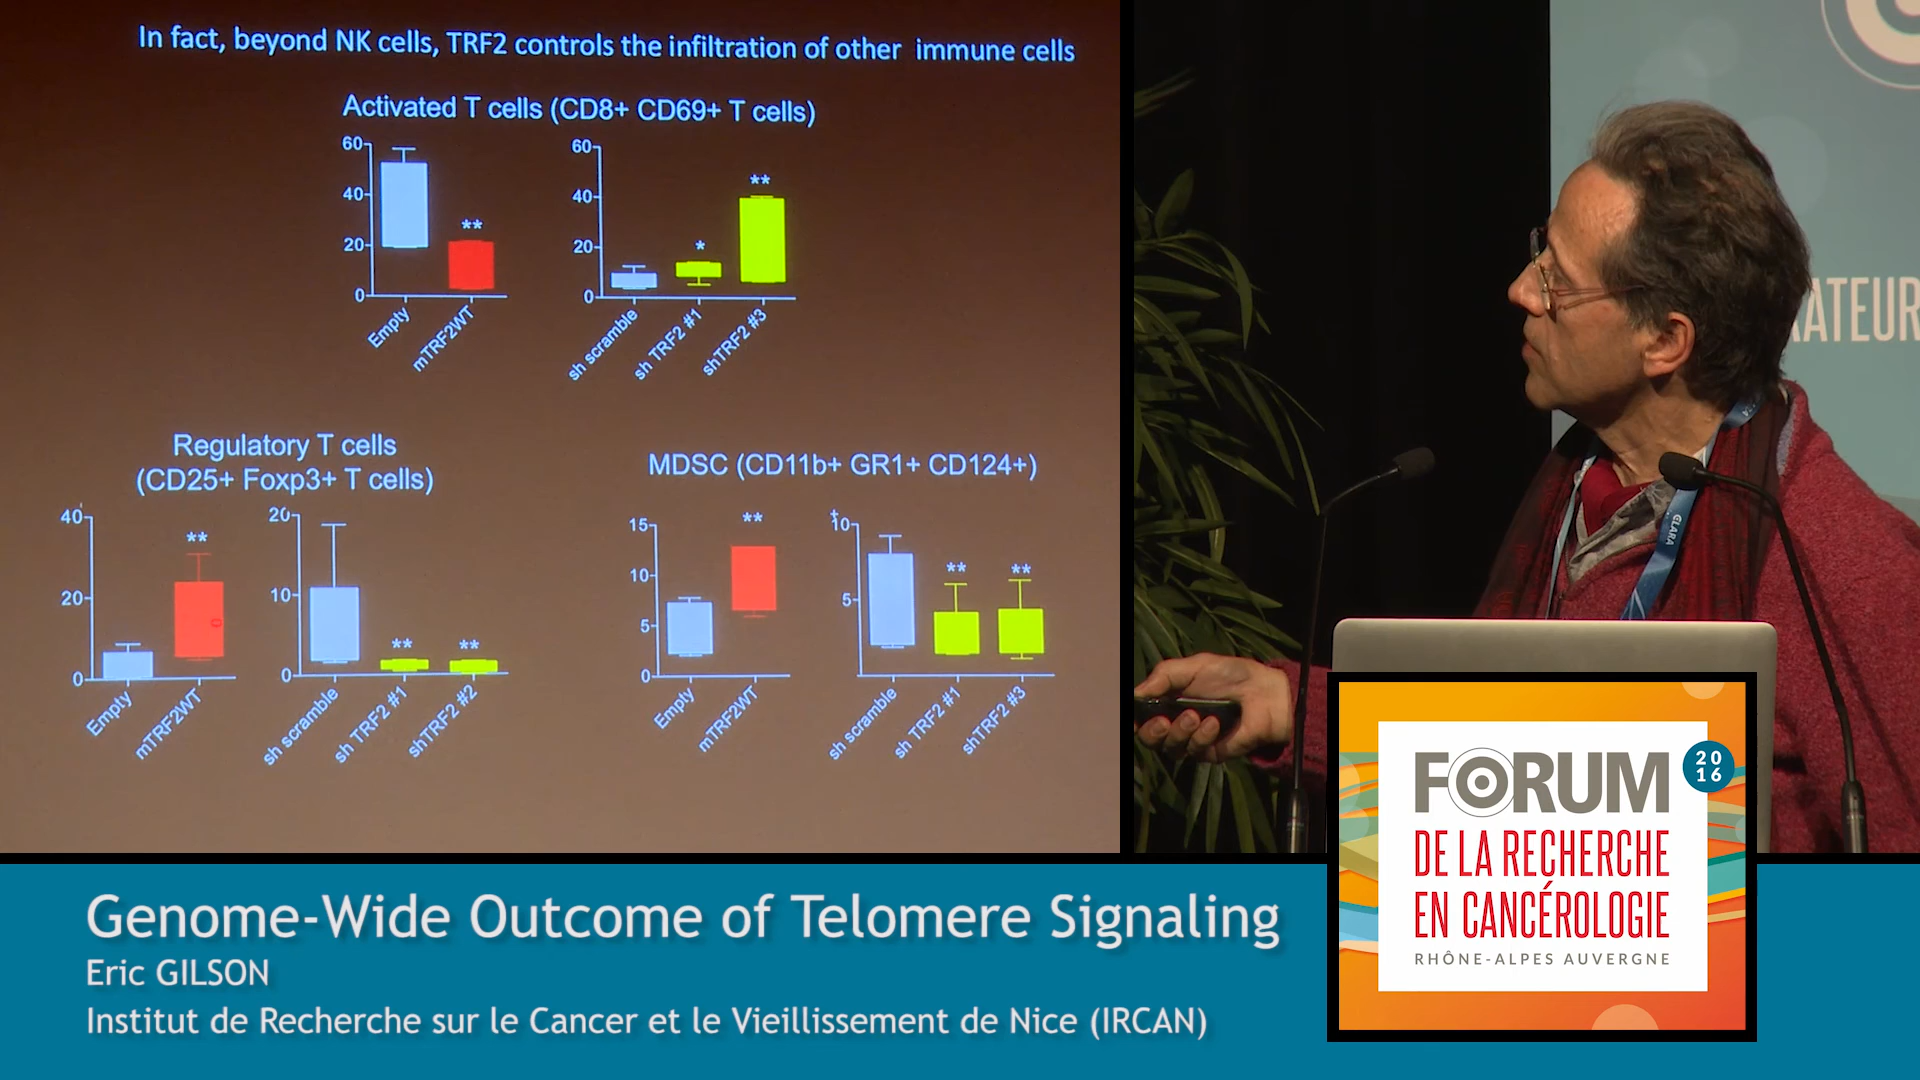 In fact, beyond NK cells, TRF2 controls the infiltration of other immune cells
Activated T cells (CD8+ CD69+ T cells)
60
40
20
0
**
Empty
mTRF2WT
60
40
20
0
*
**
sh scramble
sh TRF2 #1
shTRF2 #3
Regulatory T cells
(CD25+ Foxp3+ T cells)
40
20
0
**
Empty
mTRF2WT
20
10
0
**
**
sh scramble
sh TRF2 #1
shTRF2 #2
MDSC (CD11b+ GR1+ CD124+)
15
10
5
0
**
Empty
mTRF2WT
10
5
**
**
sh scramble
sh TRF2 #1
shTRF2 #3
RATEUR
CLARA
FORUM
20
16
DE LA RECHERCHE
EN CANCÉROLOGIE
RHÔNE-ALPES AUVERGNE
Genome-Wide Outcome of Telomere Signaling
Eric GILSON
Institut de Recherche sur le Cancer et le Vieillissement de Nice (IRCAN)